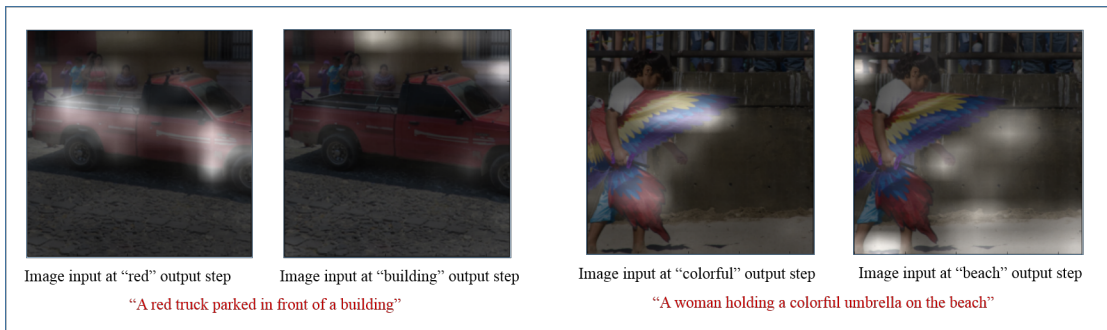 Image input at “red” output step
Image input at “building” output step
“A red truck parked in front of a building”
Image input at “colorful” output step
Image input at “beach” output step
“A woman holding a colorful umbrella on the beach”